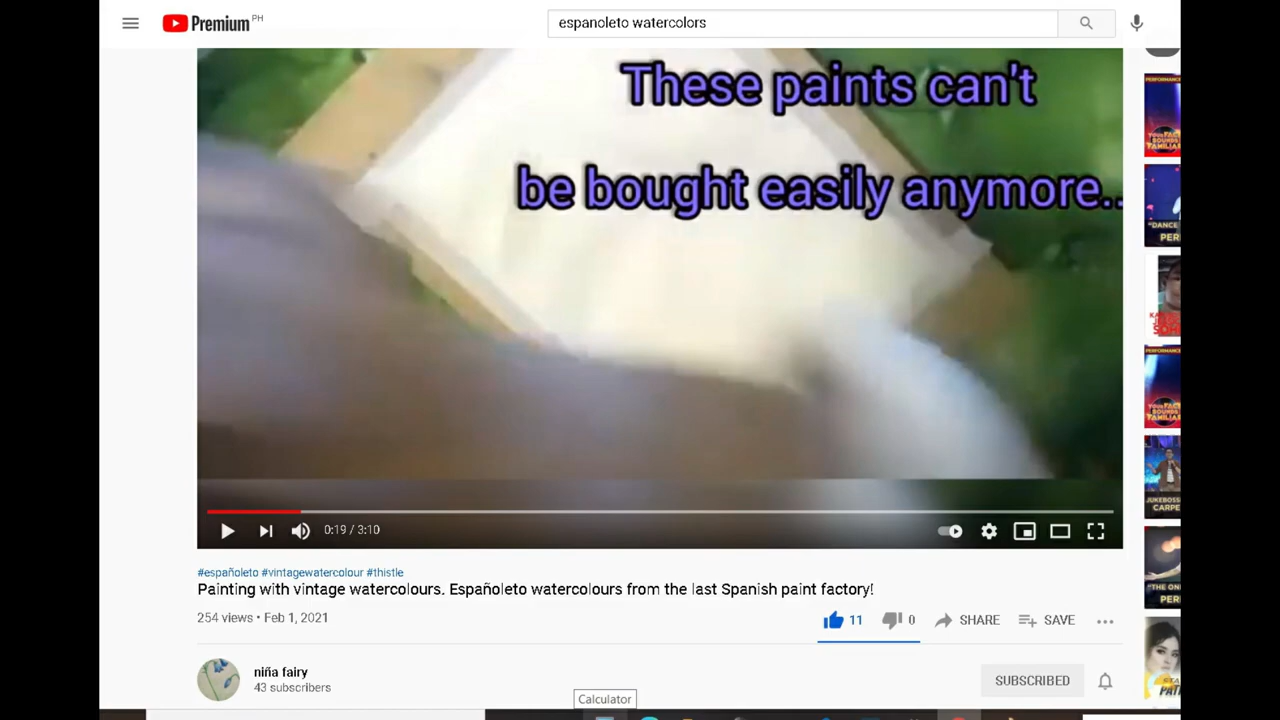 Premium PH
espanoleto watercolors
These paints can't
be bought easily anymore..
0:19 / 3:10
#españoleto #vintagewatercolour #thistle
Painting with vintage watercolours. Españoleto watercolours from the last Spanish paint factory!
254 views • Feb 1, 2021
11
0
SHARE
SAVE
niña fairy
43 subscribers
SUBSCRIBED
Calculator